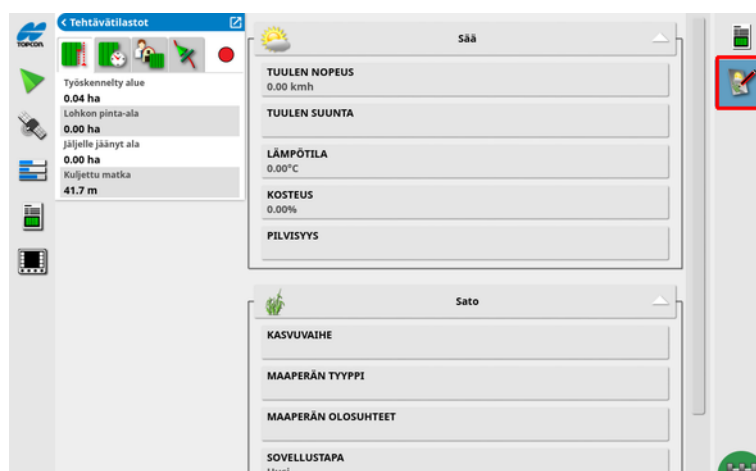 TOPCON
Tehtävätilastot
Työskennelty alue
0.04 ha
Lohkon pinta-ala
0.00 ha
Jäljelle jäänyt ala
0.00 ha
Kuljettu matka
41.7 m
Sää
TUULEN NOPEUS
0.00 kmh
TUULEN SUUNTA
LÄMPÖTILA
0.00°C
KOSTEUS
0.00%
PILVISYYS
Sato
KASVUVAIHE
MAAPERÄN TYYPPI
MAAPERÄN OLOSUHTEET
SOVELLUSTAPA